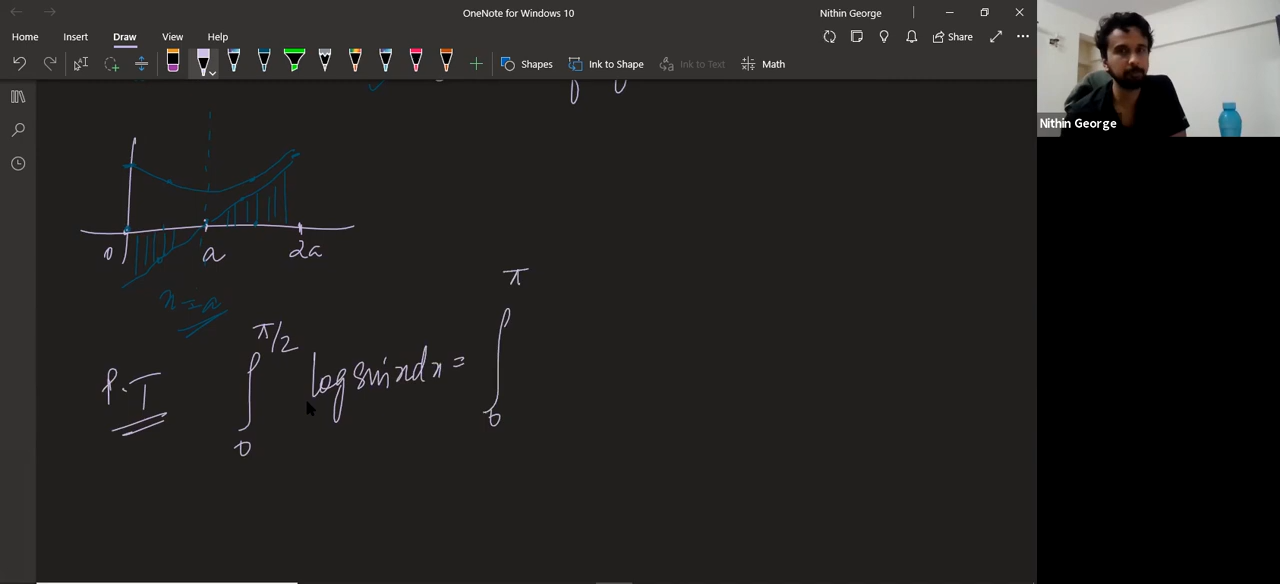 OneNote for Windows 10
Nithin George
Home Insert Draw View Help
Share
Shapes Ink to Shape Ink to Text Math
Nithin George
0 a 2a
x = a
π/2 π
P.T ∫ log sin x dx = ∫
0 0